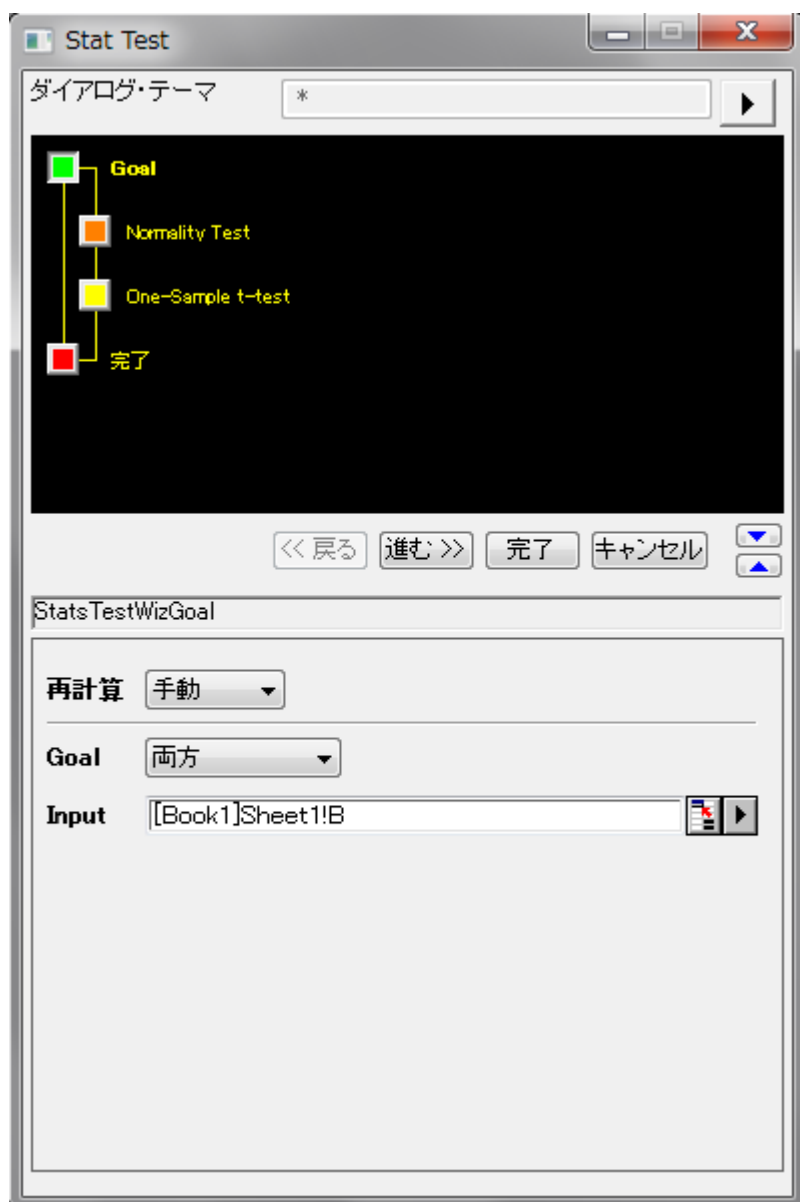 Stat Test
ダイアログ・テーマ *
Goal
Normality Test
One-Sample t-test
完了
<< 戻る 進む >> 完了 キャンセル
StatsTestWizGoal
再計算 手動
Goal 両方
Input [Book1]Sheet1!B